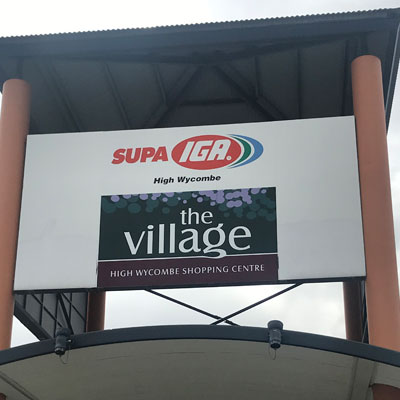 SUPA IGA
High Wycombe
the
village
HIGH WYCOMBE SHOPPING CENTRE